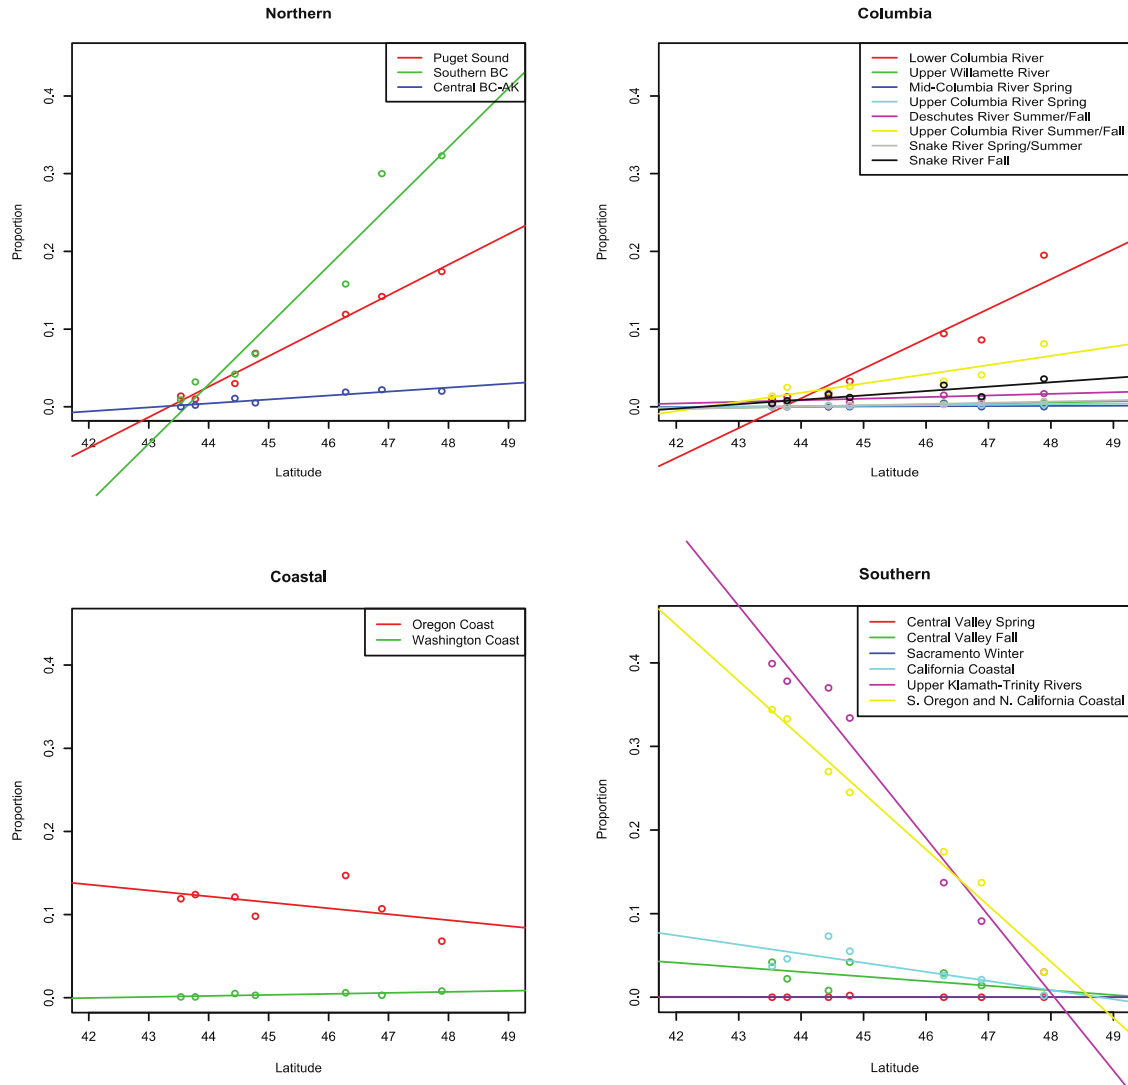 Northern
Puget Sound
Southern BC
Central BC-AK
Proportion
0.0 0.1 0.2 0.3 0.4
42 43 44 45 46 47 48 49
Latitude
Columbia
Lower Columbia River
Upper Willamette River
Mid-Columbia River Spring
Upper Columbia River Spring
Deschutes River Summer/Fall
Upper Columbia River Summer/Fall
Snake River Spring/Summer
Snake River Fall
Proportion
0.0 0.1 0.2 0.3 0.4
42 43 44 45 46 47 48 49
Latitude
Coastal
Oregon Coast
Washington Coast
Proportion
0.0 0.1 0.2 0.3 0.4
42 43 44 45 46 47 48 49
Latitude
Southern
Central Valley Spring
Central Valley Fall
Sacramento Winter
California Coastal
Upper Klamath-Trinity Rivers
S. Oregon and N. California Coastal
Proportion
0.0 0.1 0.2 0.3 0.4
42 43 44 45 46 47 48 49
Latitude